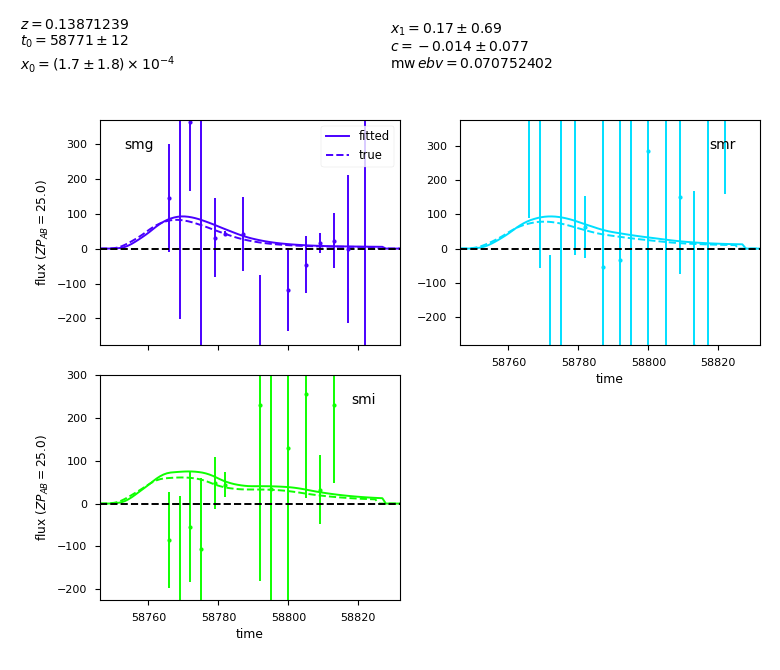 z = 0.13871239
t₀ = 58771 ± 12
x₀ = (1.7 ± 1.8) × 10⁻⁴
x₁ = 0.17 ± 0.69
c = −0.014 ± 0.077
mw ebv = 0.070752402
smg
fitted
true
300
200
100
0
−100
−200
flux (ZP_AB = 25.0)
smr
300
200
100
0
−100
−200
58760 58780 58800 58820
time
smi
300
200
100
0
−100
−200
flux (ZP_AB = 25.0)
58760 58780 58800 58820
time